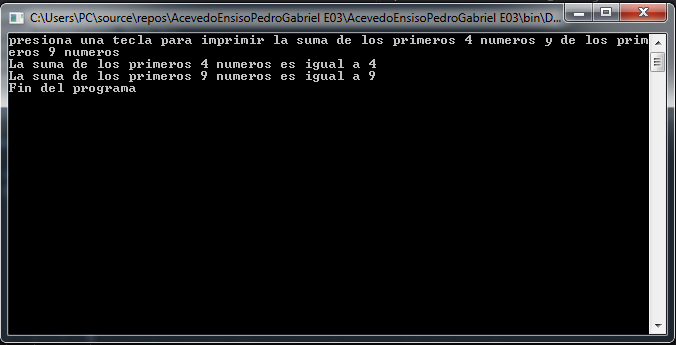 C:\Users\PC\source\repos\AcevedoEnsisoPedroGabriel E03\AcevedoEnsisoPedroGabriel E03\bin\D...
presiona una tecla para imprimir la suma de los primeros 4 numeros y de los prim
eros 9 numeros
La suma de los primeros 4 numeros es igual a 4
La suma de los primeros 9 numeros es igual a 9
Fin del programa